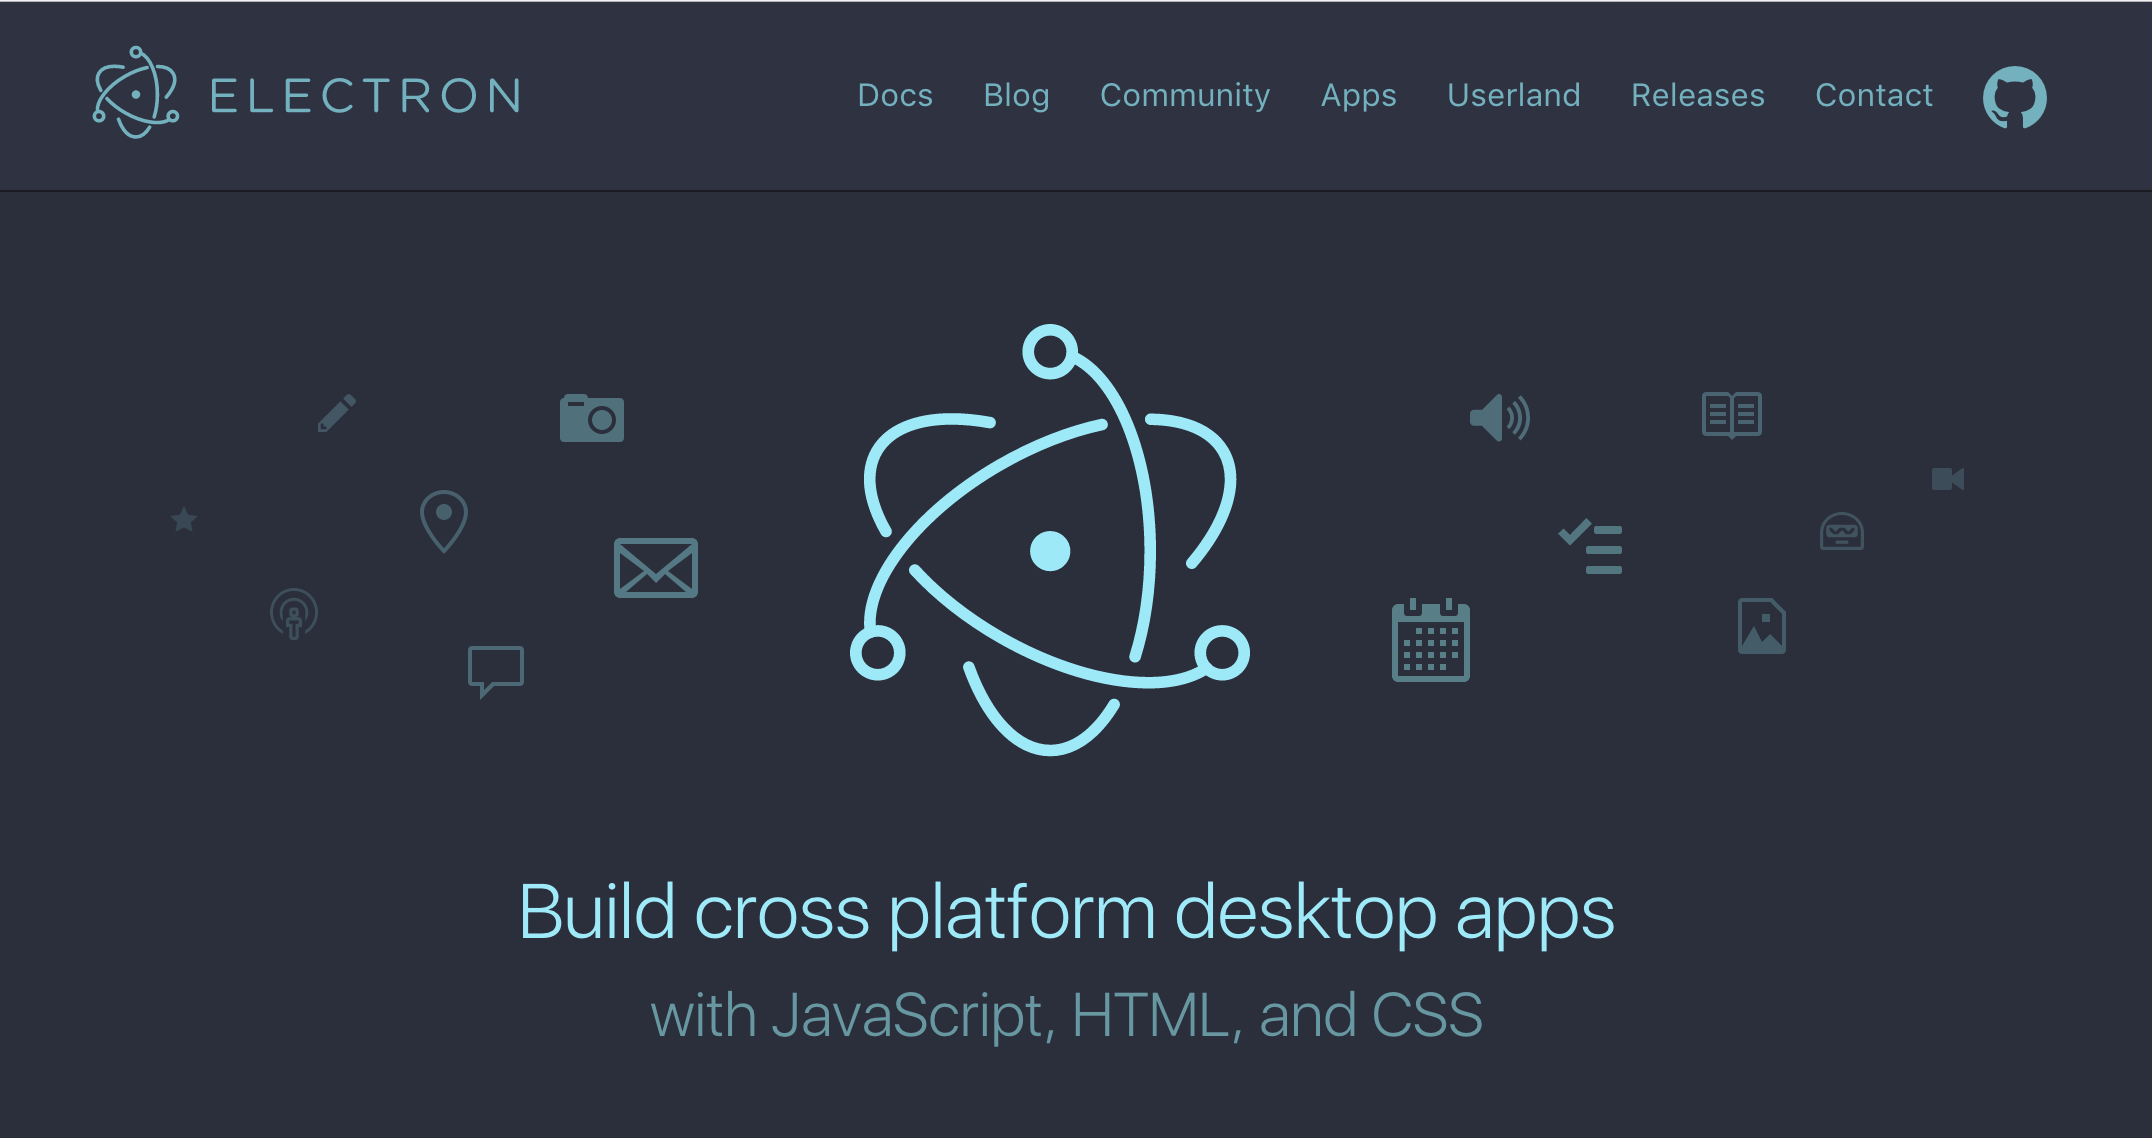 ELECTRON
Docs Blog Community Apps Userland Releases Contact
Build cross platform desktop apps
with JavaScript, HTML, and CSS